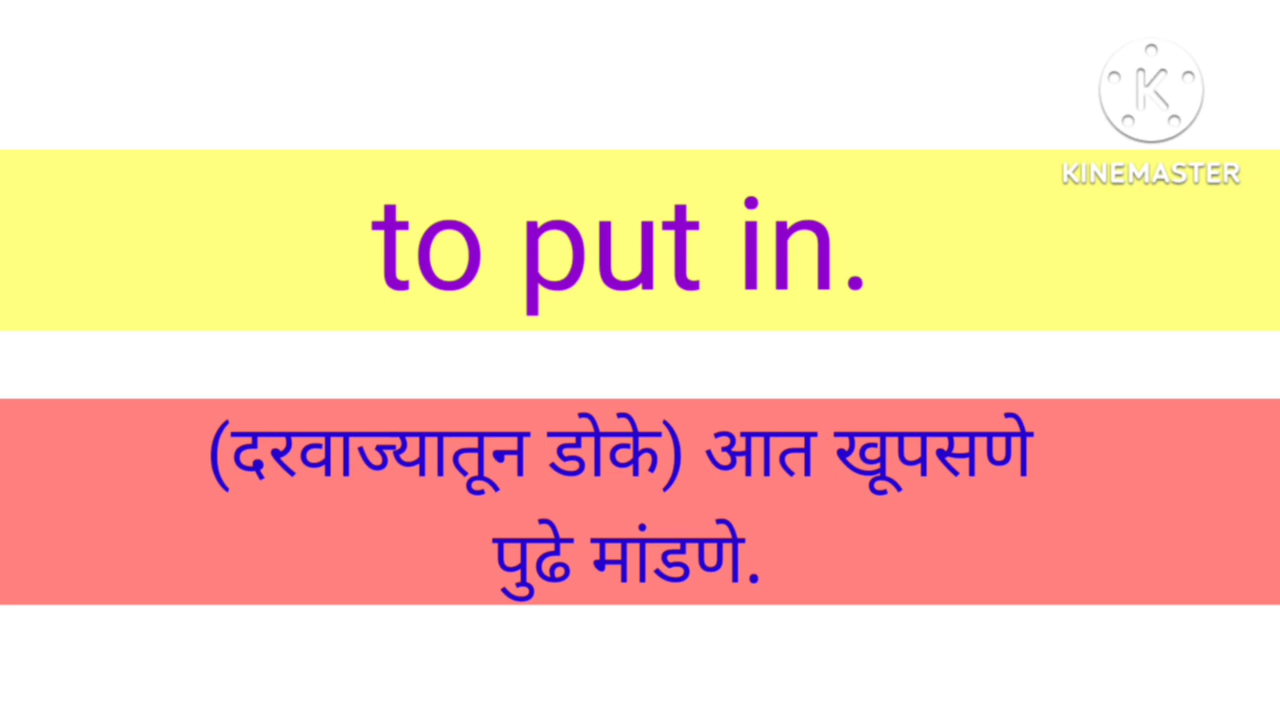 K
KINEMASTER
to put in.
(दरवाज्यातून डोके) आत खूपसणे
पुढे मांडणे.